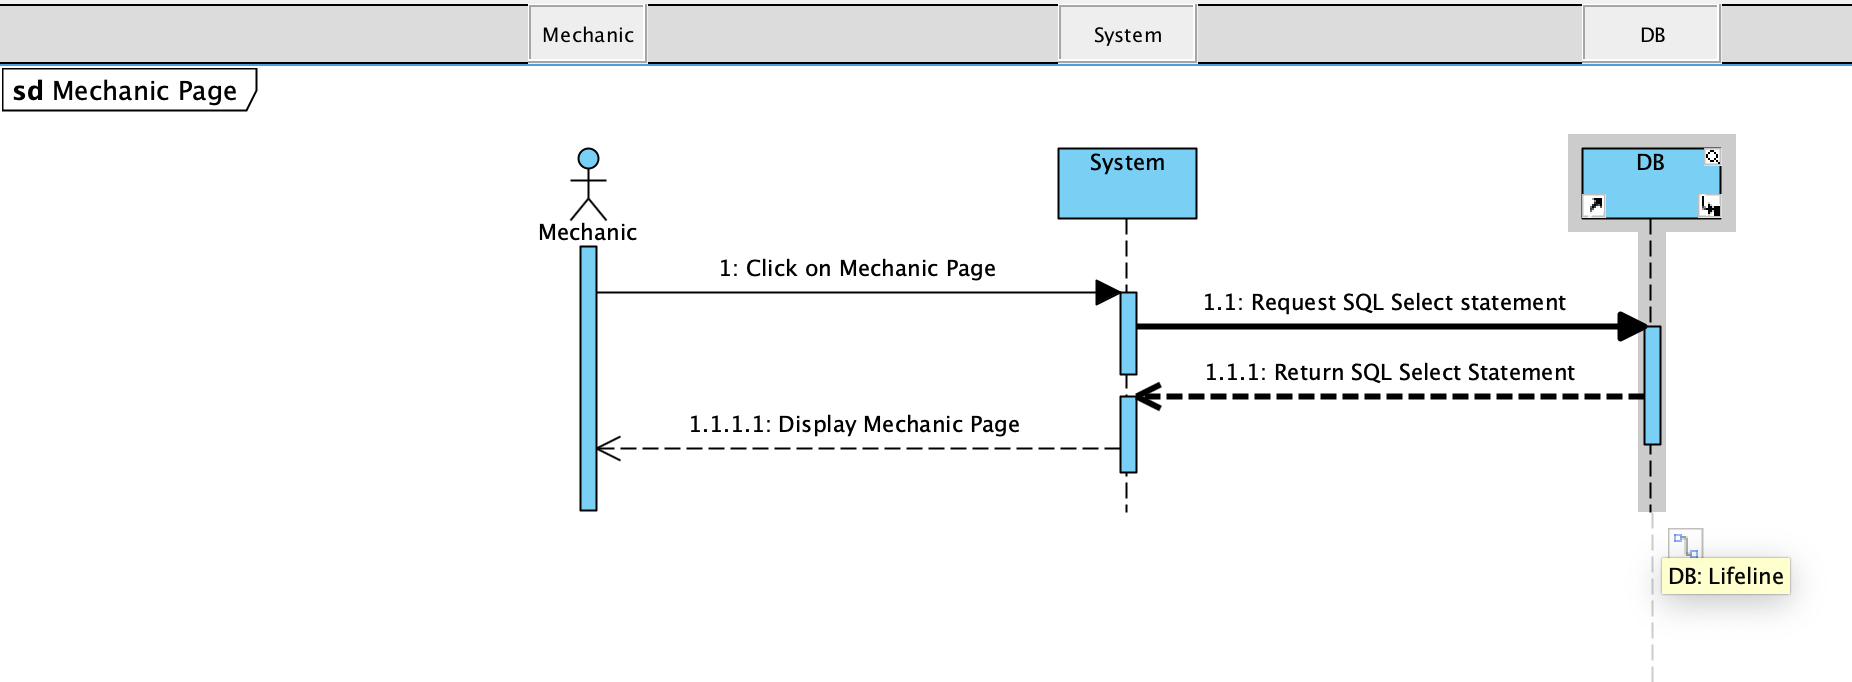 Mechanic
System
DB
sd Mechanic Page
System
DB
Mechanic
1: Click on Mechanic Page
1.1: Request SQL Select statement
1.1.1: Return SQL Select Statement
1.1.1.1: Display Mechanic Page
DB: Lifeline